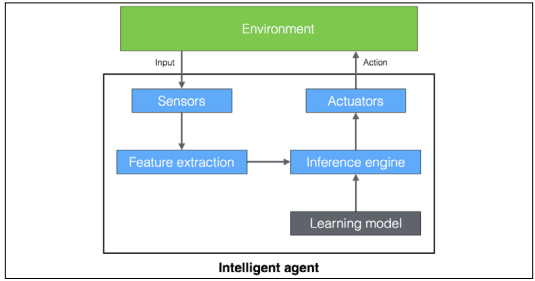 Environment
Input
Action
Sensors
Actuators
Feature extraction
Inference engine
Learning model
Intelligent agent